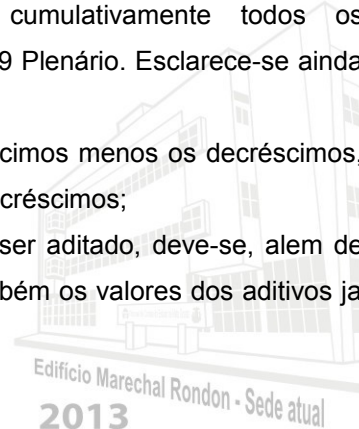 cumulativamente todos os
9 Plenário. Esclarece-se ainda
cimos menos os decréscimos,
créscimos;
ser aditado, deve-se, alem de
bém os valores dos aditivos ja
Edifício Marechal Rondon - Sede atual
2013